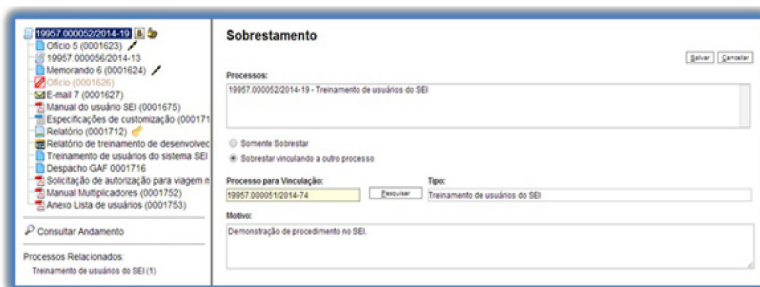 19957.000052/2014-19
Ofício 5 (0001623)
19957.000056/2014-13
Memorando 6 (0001624)
Ofício (0001626)
E-mail 7 (0001627)
Manual do usuário SEI (0001675)
Especificações de customização (000171
Relatório (0001712)
Relatório de treinamento de desenvolvec
Treinamento de usuários do sistema SEI
Despacho GAF 0001716
Solicitação de autorização para viagem n
Manual Multiplicadores (0001752)
Anexo Lista de usuários (0001753)
Consultar Andamento
Processos Relacionados:
Treinamento de usuários do SEI (1)
Sobrestamento
Salvar Cancelar
Processos:
19957.000052/2014-19 - Treinamento de usuários do SEI
Somente Sobrestar
Sobrestar vinculando a outro processo
Processo para Vinculação: Tipo:
19957.000051/2014-74 Pesquisar Treinamento de usuários do SEI
Motivo:
Demonstração de procedimento no SEI.